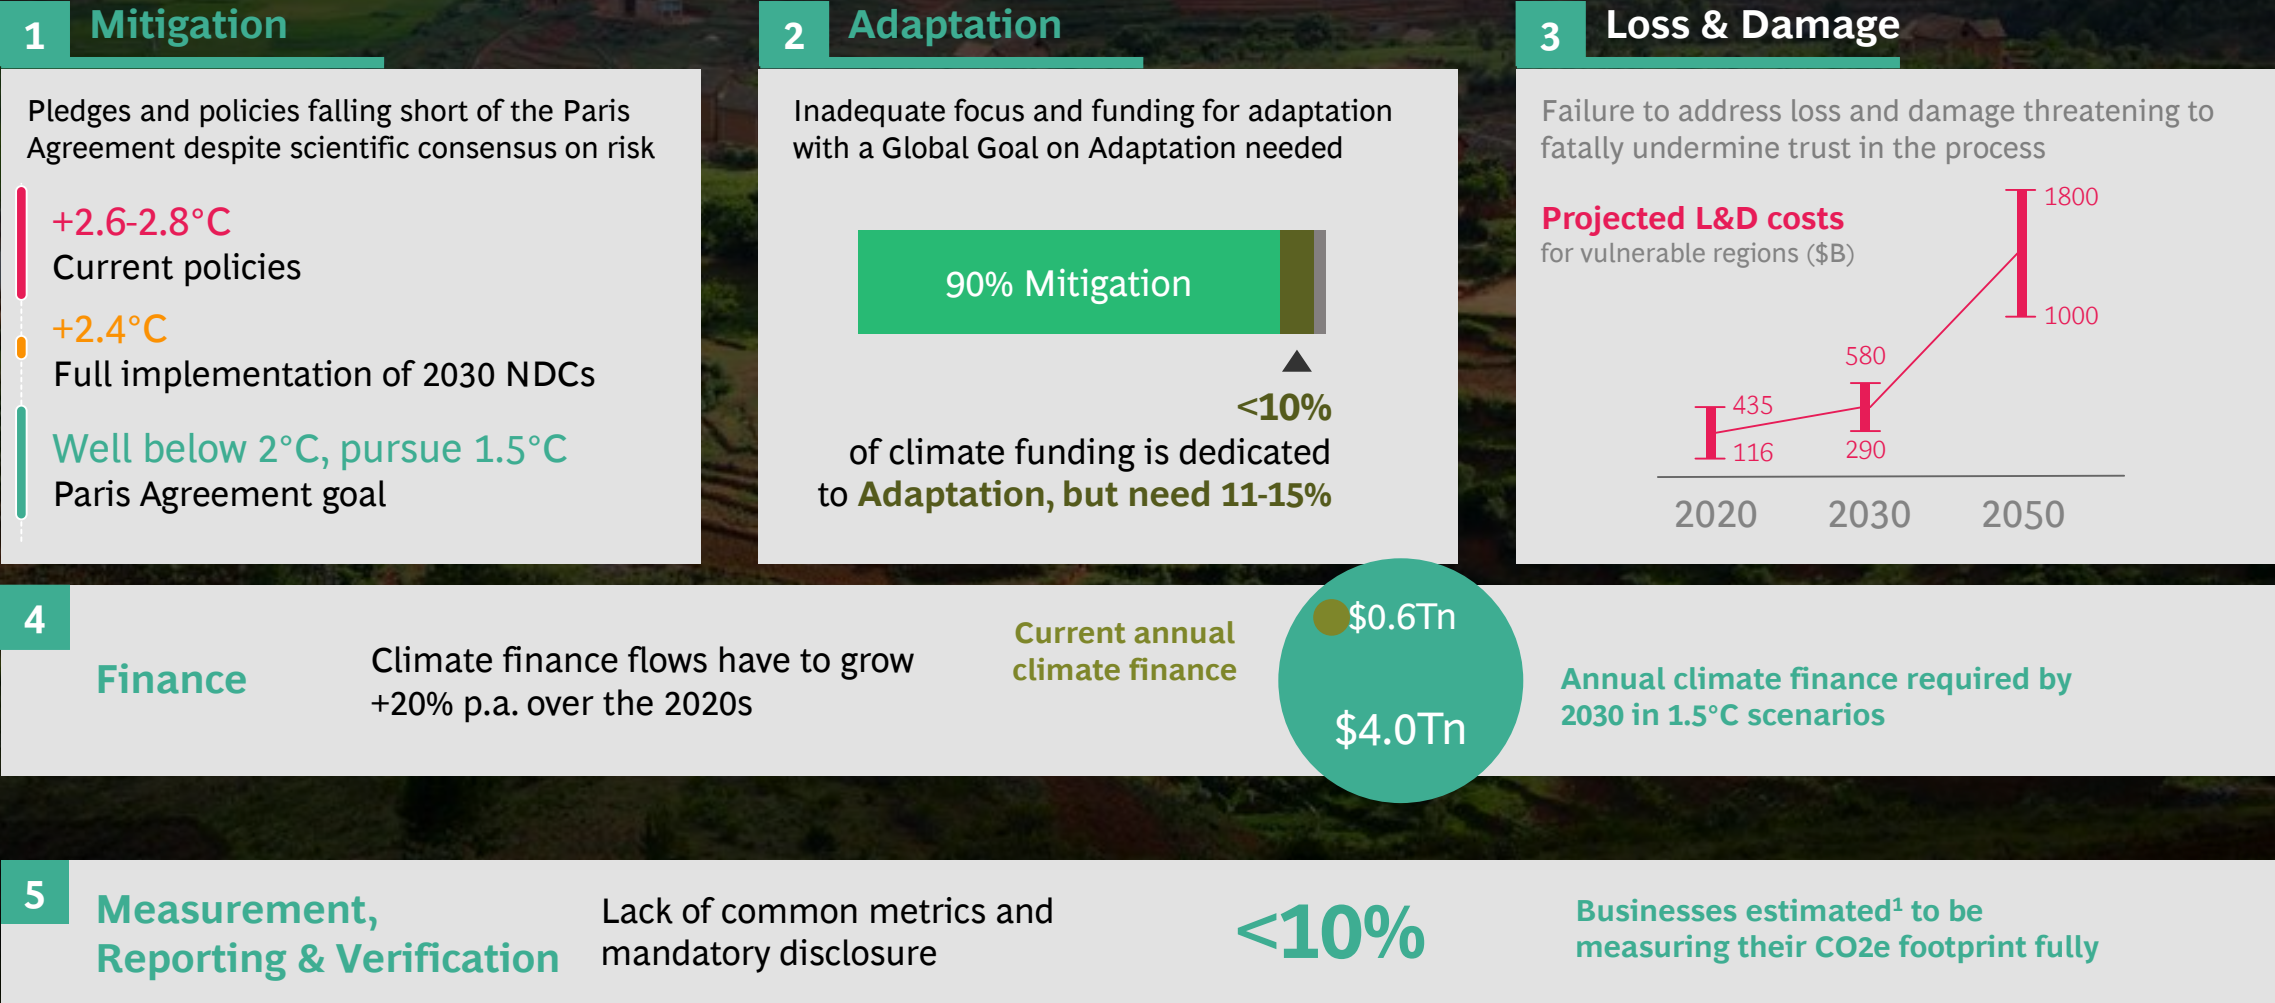 1
Mitigation
Pledges and policies falling short of the Paris
Agreement despite scientific consensus on risk
+2.6-2.8°C
Current policies
+2.4°C
Full implementation of 2030 NDCs
Well below 2°C, pursue 1.5°C
Paris Agreement goal
2
Adaptation
Inadequate focus and funding for adaptation
with a Global Goal on Adaptation needed
90% Mitigation
<10%
of climate funding is dedicated
to Adaptation, but need 11-15%
3
Loss & Damage
Failure to address loss and damage threatening to
fatally undermine trust in the process
Projected L&D costs
for vulnerable regions ($B)
435
116
580
290
1800
1000
2020 2030 2050
4
Finance
Climate finance flows have to grow
+20% p.a. over the 2020s
Current annual
climate finance
$0.6Tn
$4.0Tn
Annual climate finance required by
2030 in 1.5°C scenarios
5
Measurement,
Reporting & Verification
Lack of common metrics and
mandatory disclosure
<10%
Businesses estimated¹ to be
measuring their CO2e footprint fully